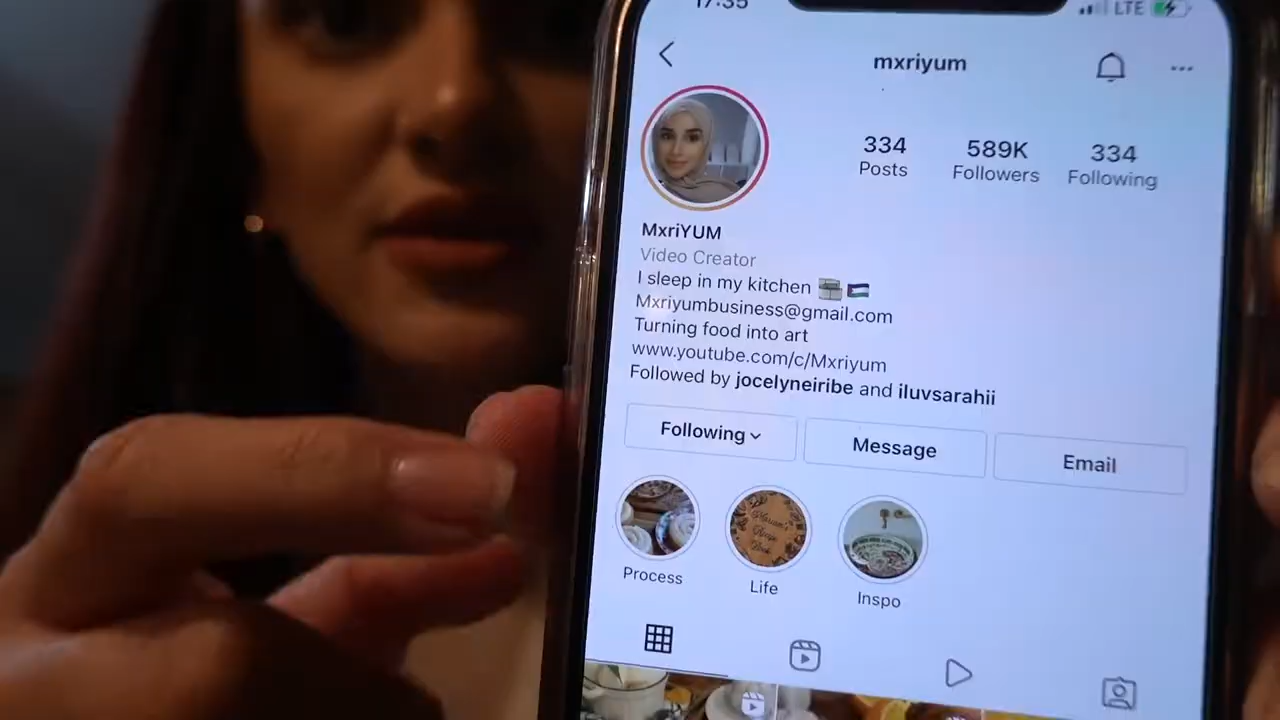 17:35
LTE
mxriyum
334
Posts
589K
Followers
334
Following
MxriYUM
Video Creator
I sleep in my kitchen
Mxriyumbusiness@gmail.com
Turning food into art
www.youtube.com/c/Mxriyum
Followed by jocelyneiribe and iluvsarahii
Following
Message
Email
Process
Life
Inspo